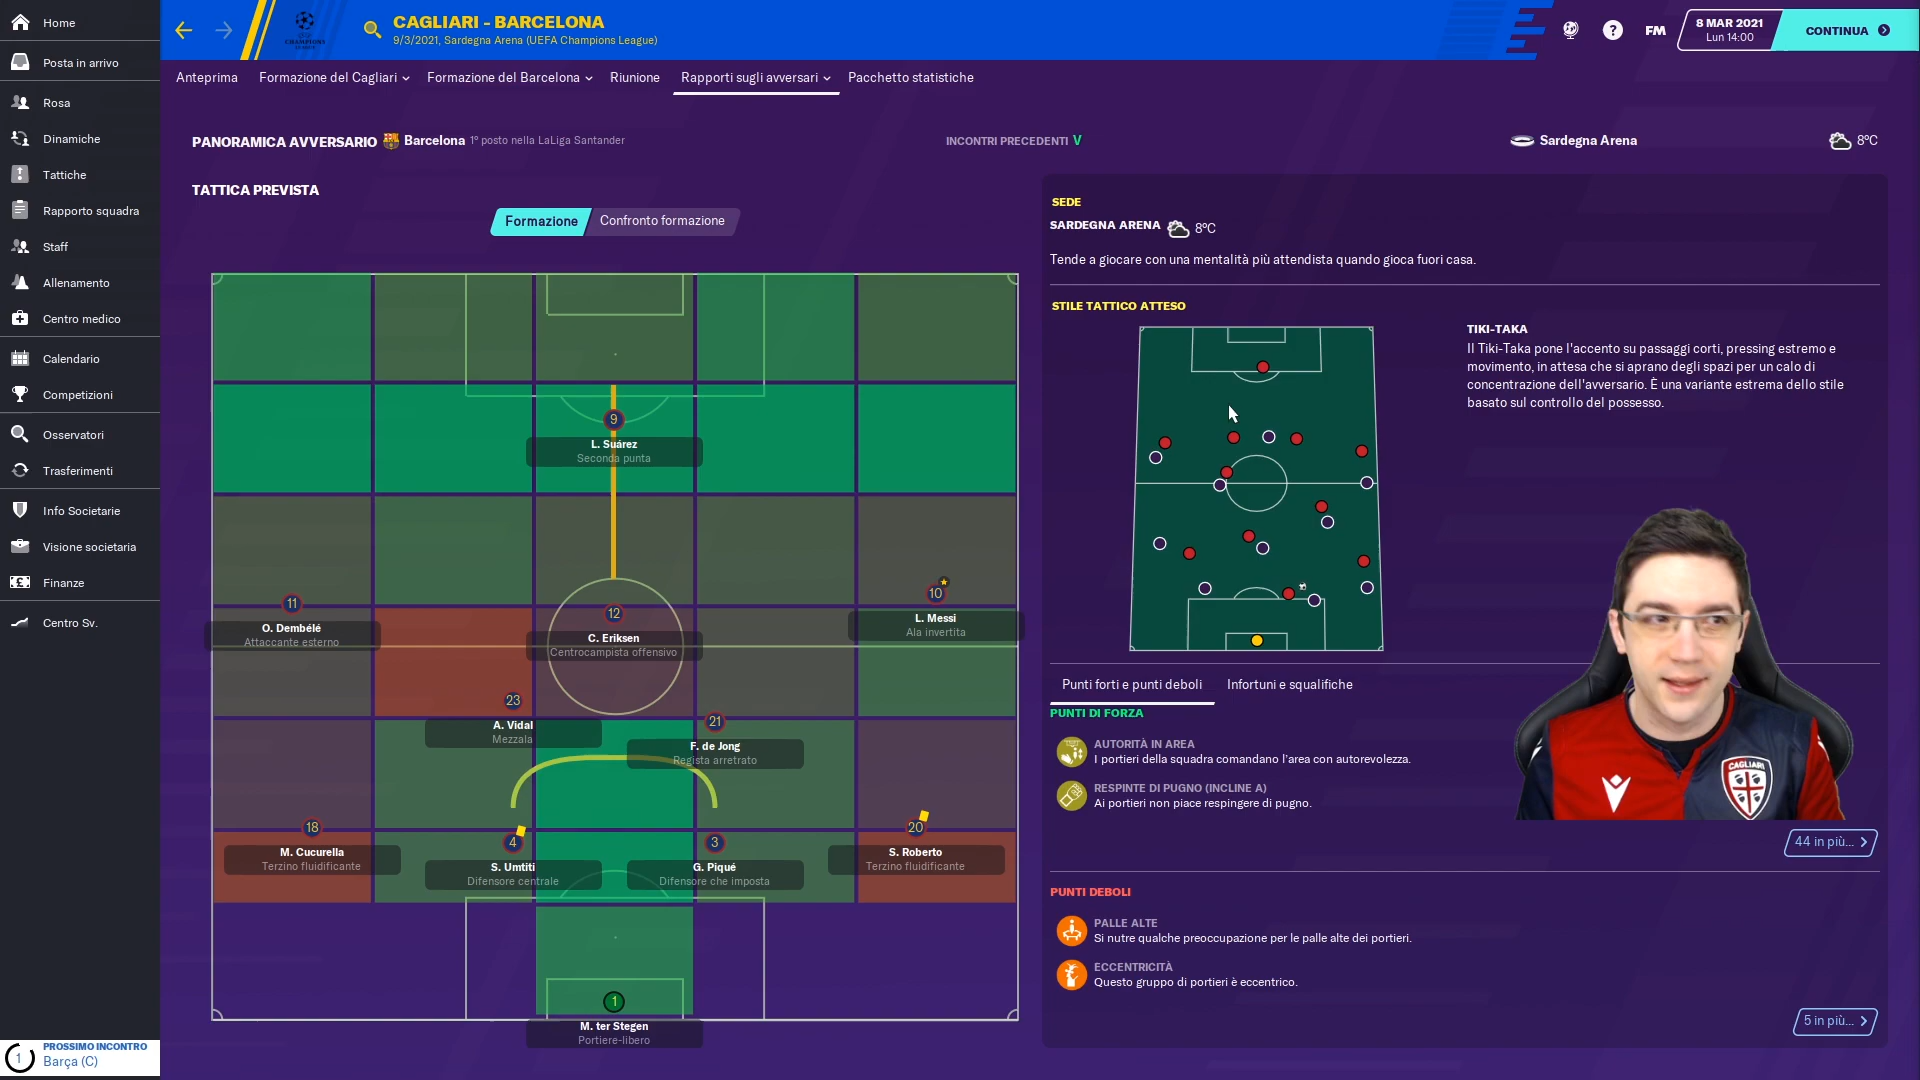 Home
Posta in arrivo
Rosa
Dinamiche
Tattiche
Rapporto squadra
Staff
Allenamento
Centro medico
Calendario
Competizioni
Osservatori
Trasferimenti
Info Societarie
Visione societaria
Finanze
Centro Sv.
1
PROSSIMO INCONTRO
Barça (C)
CHAMPIONS
CAGLIARI - BARCELONA
9/3/2021, Sardegna Arena (UEFA Champions League)
?
FM
8 MAR 2021
Lun 14:00
CONTINUA
Anteprima
Formazione del Cagliari
Formazione del Barcelona
Riunione
Rapporti sugli avversari
Pacchetto statistiche
PANORAMICA AVVERSARIO
Barcelona
1º posto nella LaLiga Santander
INCONTRI PRECEDENTI V
Sardegna Arena
8ºC
TATTICA PREVISTA
Formazione
Confronto formazione
9
L. Suárez
Seconda punta
11
O. Dembélé
Attaccante esterno
12
C. Eriksen
Centrocampista offensivo
10
L. Messi
Ala invertita
23
A. Vidal
Mezzala
21
F. de Jong
Regista arretrato
18
M. Cucurella
Terzino fluidificante
4
S. Umtiti
Difensore centrale
3
G. Piqué
Difensore che imposta
20
S. Roberto
Terzino fluidificante
1
M. ter Stegen
Portiere-libero
SEDE
SARDEGNA ARENA
8ºC
Tende a giocare con una mentalità più attendista quando gioca fuori casa.
STILE TATTICO ATTESO
TIKI-TAKA
Il Tiki-Taka pone l'accento su passaggi corti, pressing estremo e
movimento, in attesa che si aprano degli spazi per un calo di
concentrazione dell'avversario. È una variante estrema dello stile
basato sul controllo del possesso.
Punti forti e punti deboli
Infortuni e squalifiche
PUNTI DI FORZA
AUTORITÀ IN AREA
I portieri della squadra comandano l'area con autorevolezza.
RESPINTE DI PUGNO (INCLINE A)
Ai portieri non piace respingere di pugno.
44 in più...
PUNTI DEBOLI
PALLE ALTE
Si nutre qualche preoccupazione per le palle alte dei portieri.
ECCENTRICITÀ
Questo gruppo di portieri è eccentrico.
5 in più...
CAGLIARI